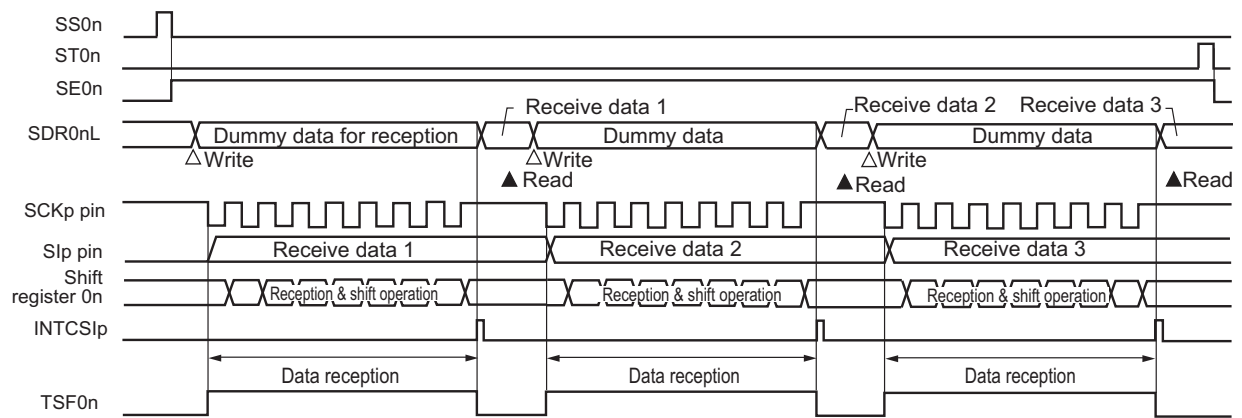 SS0n
ST0n
SE0n
Receive data 1
Receive data 2
Receive data 3
SDR0nL
Dummy data for reception
Dummy data
Dummy data
△Write
△Write
△Write
▲Read
▲Read
▲Read
SCKp pin
SIp pin
Receive data 1
Receive data 2
Receive data 3
Shift
register 0n
Reception & shift operation
Reception & shift operation
Reception & shift operation
INTCSIp
Data reception
Data reception
Data reception
TSF0n